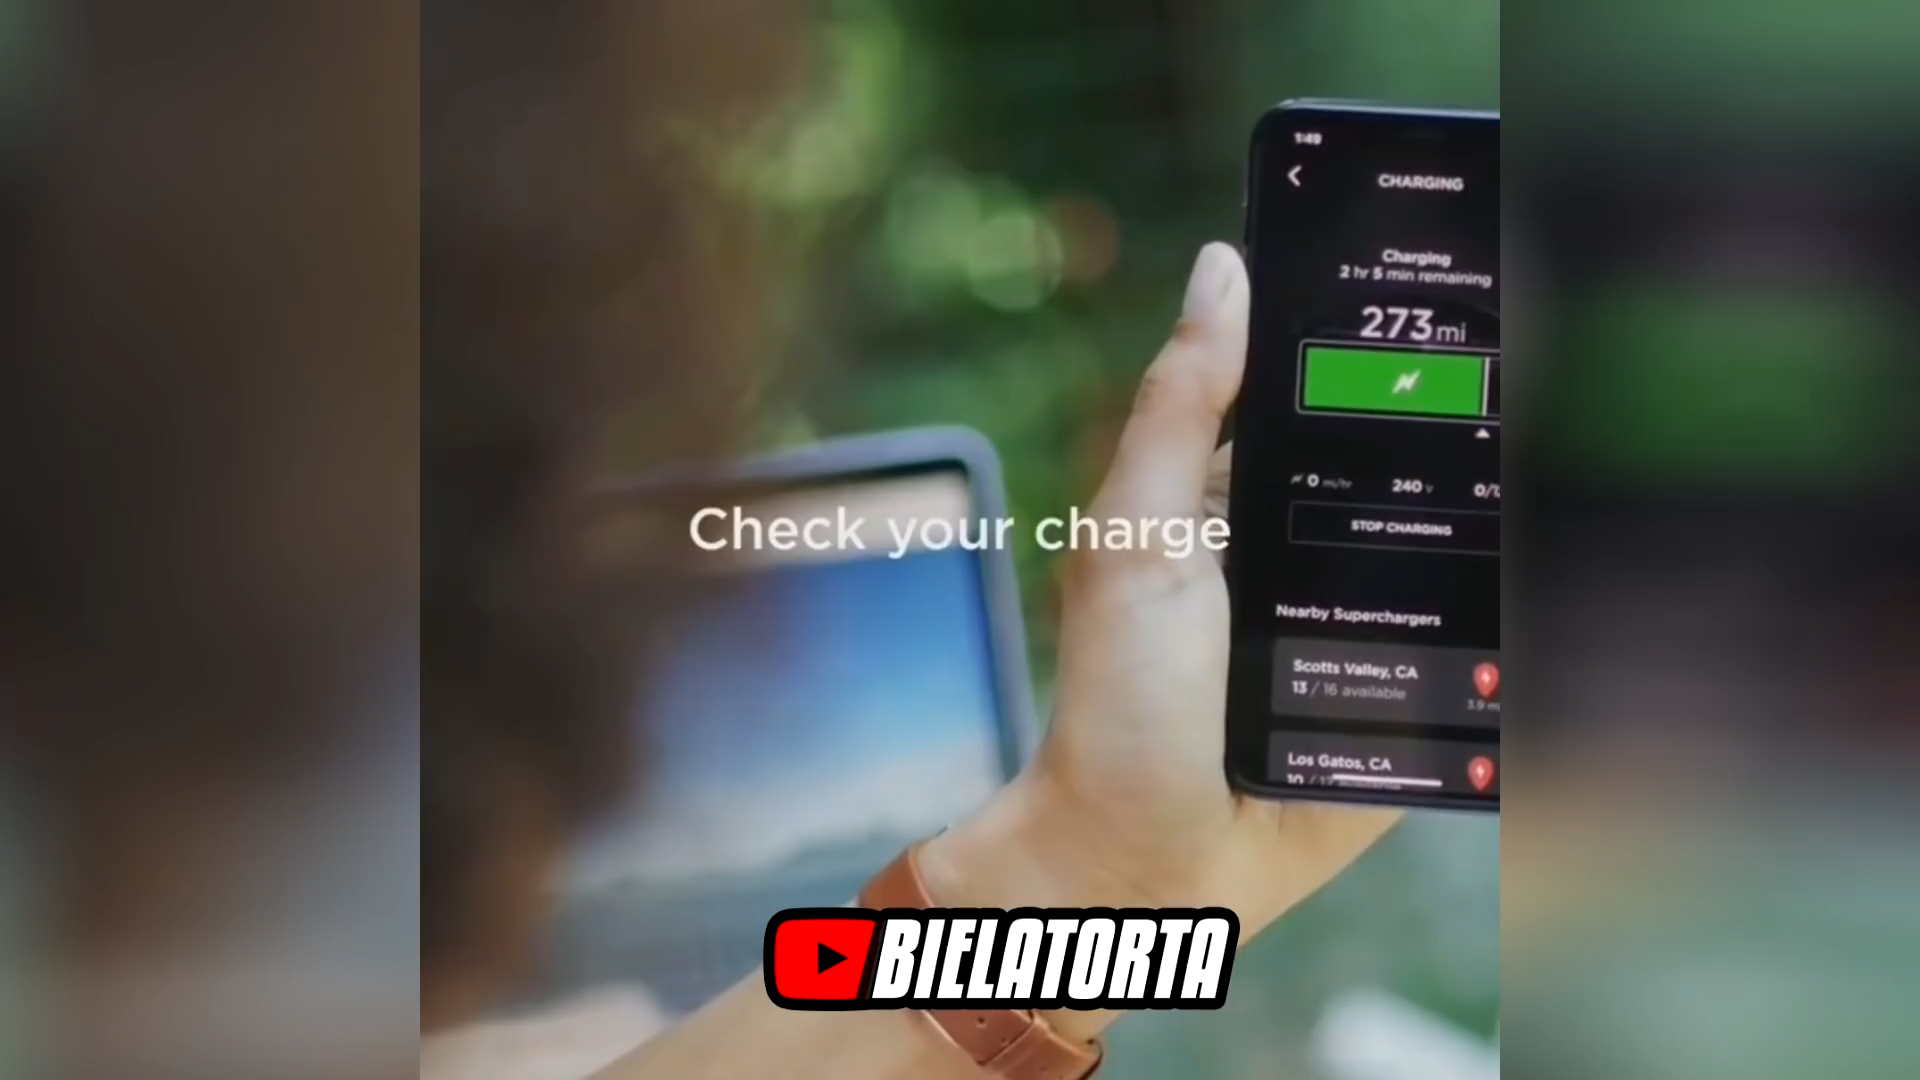 1:49
CHARGING
Charging
2 hr 5 min remaining
273 mi
0 mi/hr 240 v
STOP CHARGING
Check your charge
Nearby Superchargers
Scotts Valley, CA
13 / 16 available
Los Gatos, CA
BIELATORTA